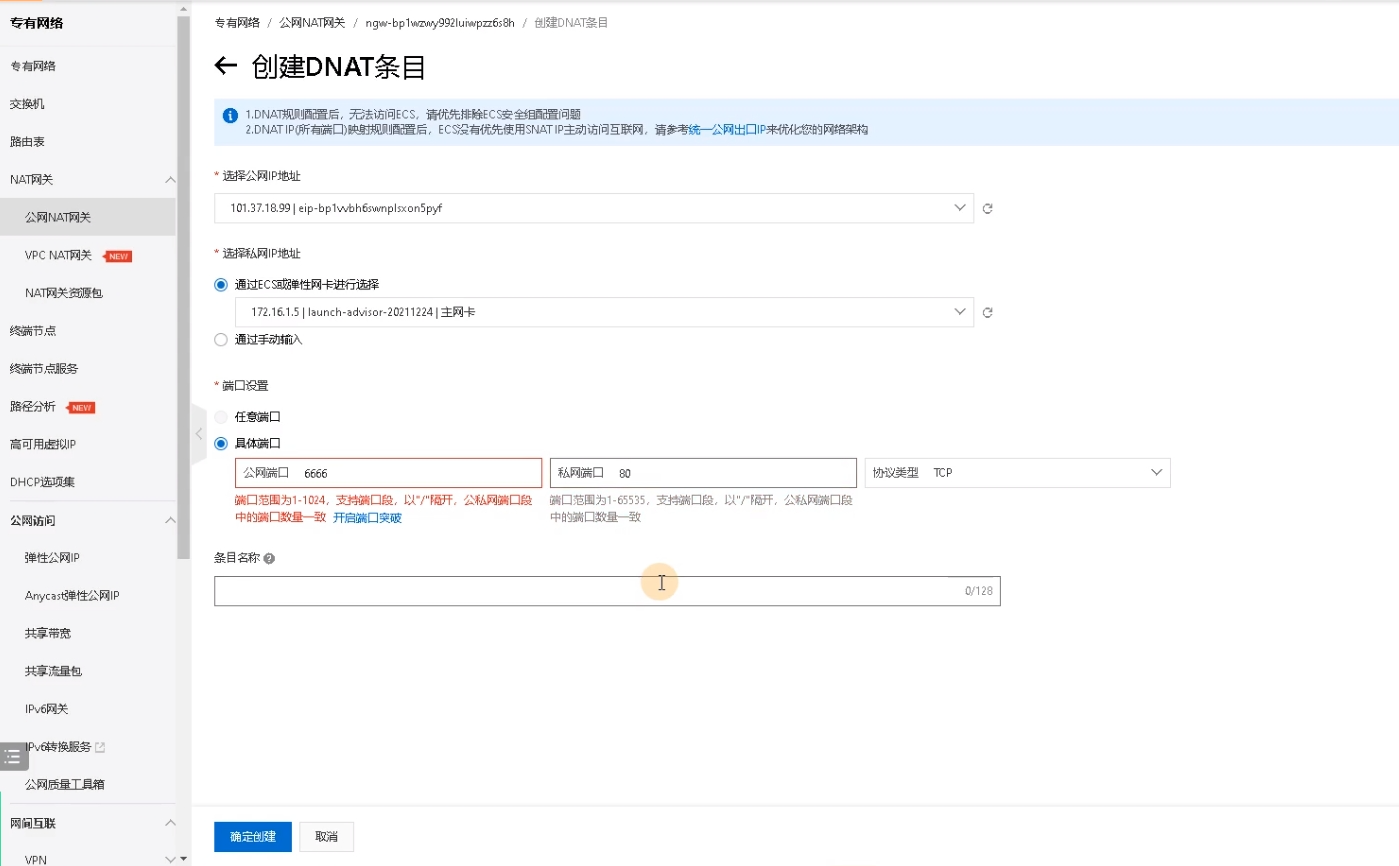 专有网络
专有网络
交换机
路由表
NAT网关
公网NAT网关
VPC NAT网关 NEW
NAT网关资源包
终端节点
终端节点服务
路径分析 NEW
高可用虚拟IP
DHCP选项集
公网访问
弹性公网IP
Anycast弹性公网IP
共享带宽
共享流量包
IPv6网关
IPv6转换服务
公网质量工具箱
网间互联
VPN
专有网络 / 公网NAT网关 / ngw-bp1wzwy992luiwpzz6s8h / 创建DNAT条目
创建DNAT条目
1.DNAT规则配置后，无法访问ECS，请优先排除ECS安全组配置问题
2.DNAT IP(所有端口)映射规则配置后，ECS没有优先使用SNAT IP主动访问互联网，请参考统一公网出口IP来优化您的网络架构
* 选择公网IP地址
101.37.18.99 | eip-bp1vvbh6swnplsxon5pyf
* 选择私网IP地址
通过ECS或弹性网卡进行选择
172.16.1.5 | launch-advisor-20211224 | 主网卡
通过手动输入
* 端口设置
任意端口
具体端口
公网端口 6666 私网端口 80 协议类型 TCP
端口范围为1-1024，支持端口段，以"/"隔开，公私网端口段
中的端口数量一致 开启端口突破
端口范围为1-65535，支持端口段，以"/"隔开，公私网端口段
中的端口数量一致
条目名称
0/128
确定创建 取消